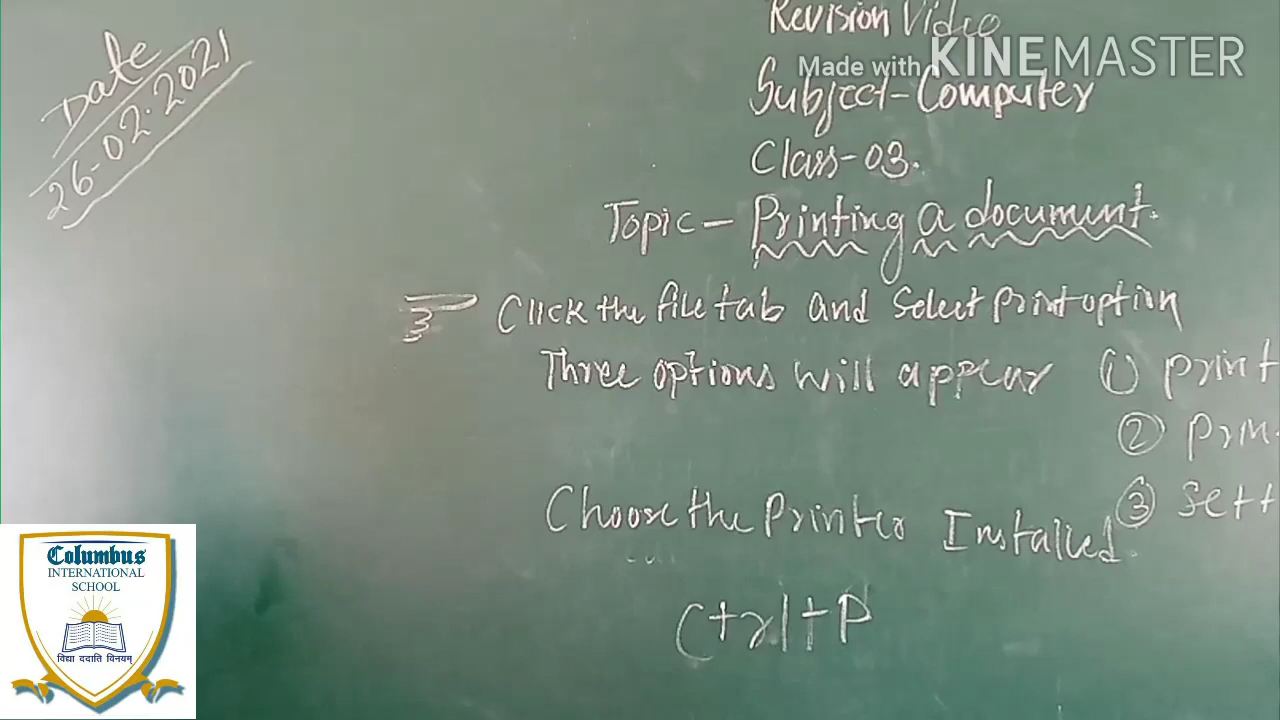 Date
26-02-2021
Revision Video
Made with KINEMASTER
Subject-Computer
Class-03.
Topic- Printing a document.
Click the file tab and select print option
Three options will appear ① print
②
③ Sett
Choose the Printer Installed.
Ctrl+P
Columbus
INTERNATIONAL
SCHOOL
विद्या ददाति विनयम्